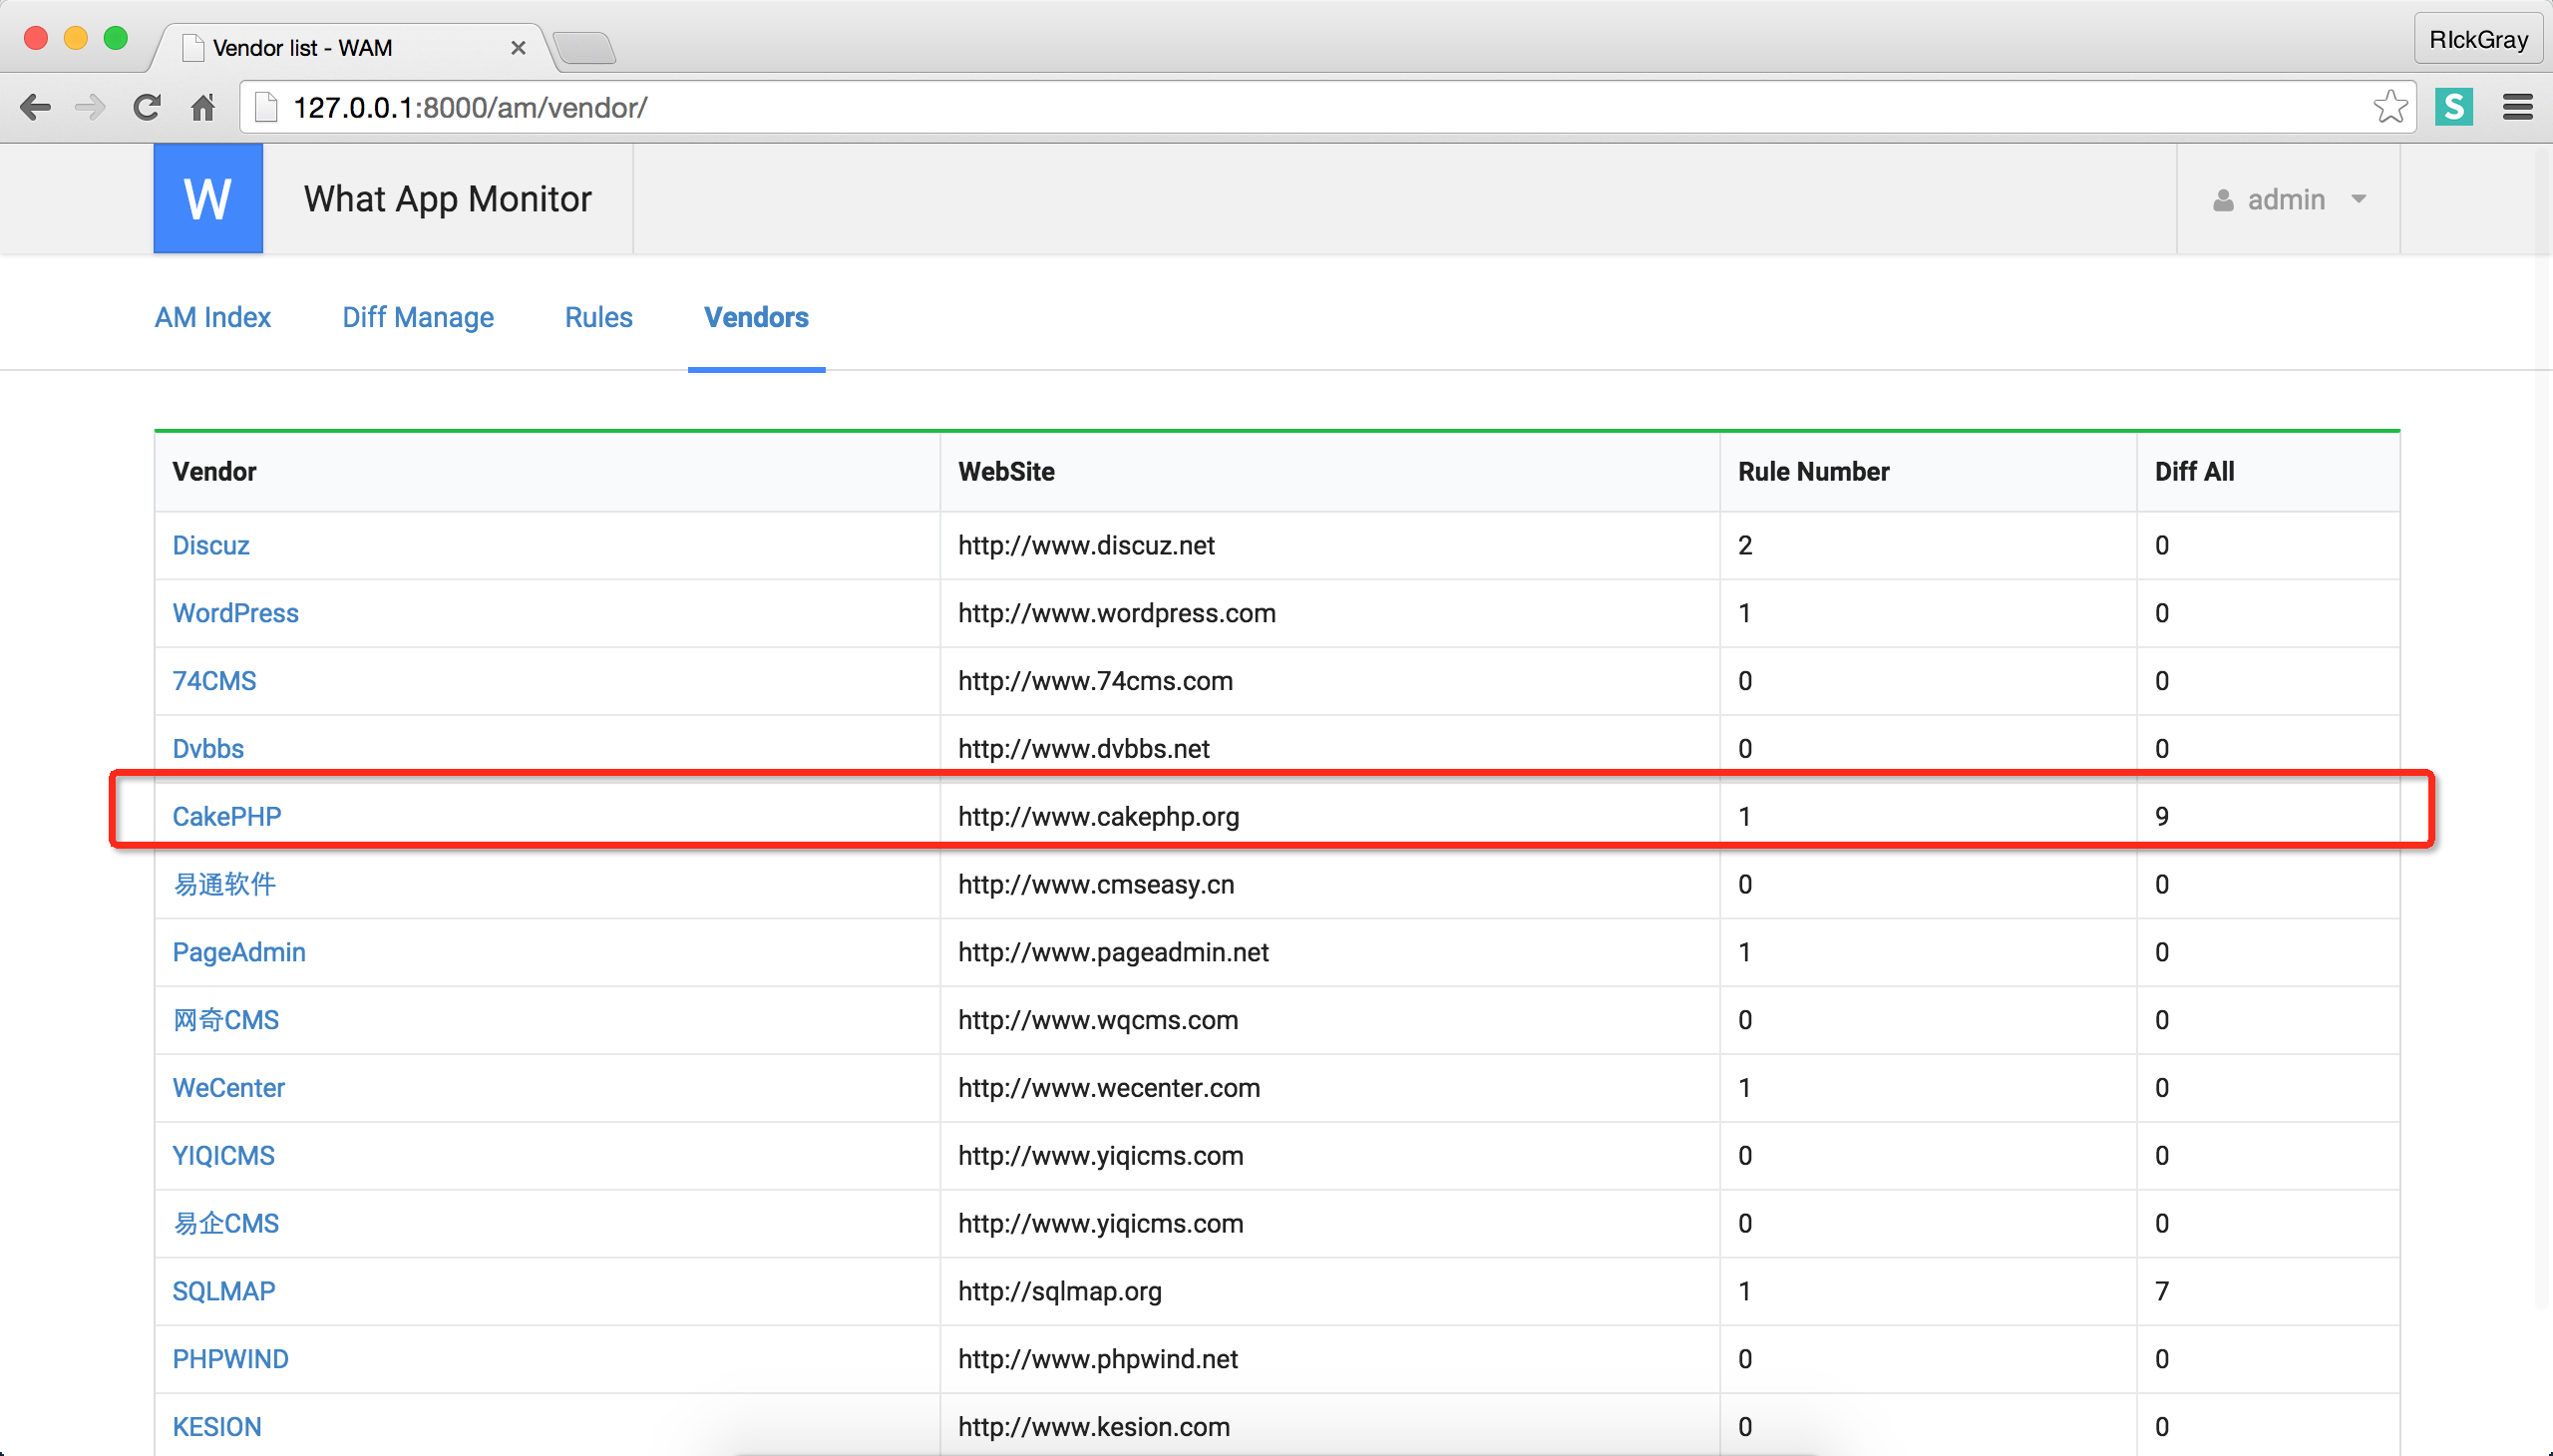 Vendor list - WAM
RIckGray
127.0.0.1:8000/am/vendor/
S
W What App Monitor admin
AM Index Diff Manage Rules Vendors
Vendor WebSite Rule Number Diff All
Discuz http://www.discuz.net 2 0
WordPress http://www.wordpress.com 1 0
74CMS http://www.74cms.com 0 0
Dvbbs http://www.dvbbs.net 0 0
CakePHP http://www.cakephp.org 1 9
易通软件 http://www.cmseasy.cn 0 0
PageAdmin http://www.pageadmin.net 1 0
网奇CMS http://www.wqcms.com 0 0
WeCenter http://www.wecenter.com 1 0
YIQICMS http://www.yiqicms.com 0 0
易企CMS http://www.yiqicms.com 0 0
SQLMAP http://sqlmap.org 1 7
PHPWIND http://www.phpwind.net 0 0
KESION http://www.kesion.com 0 0